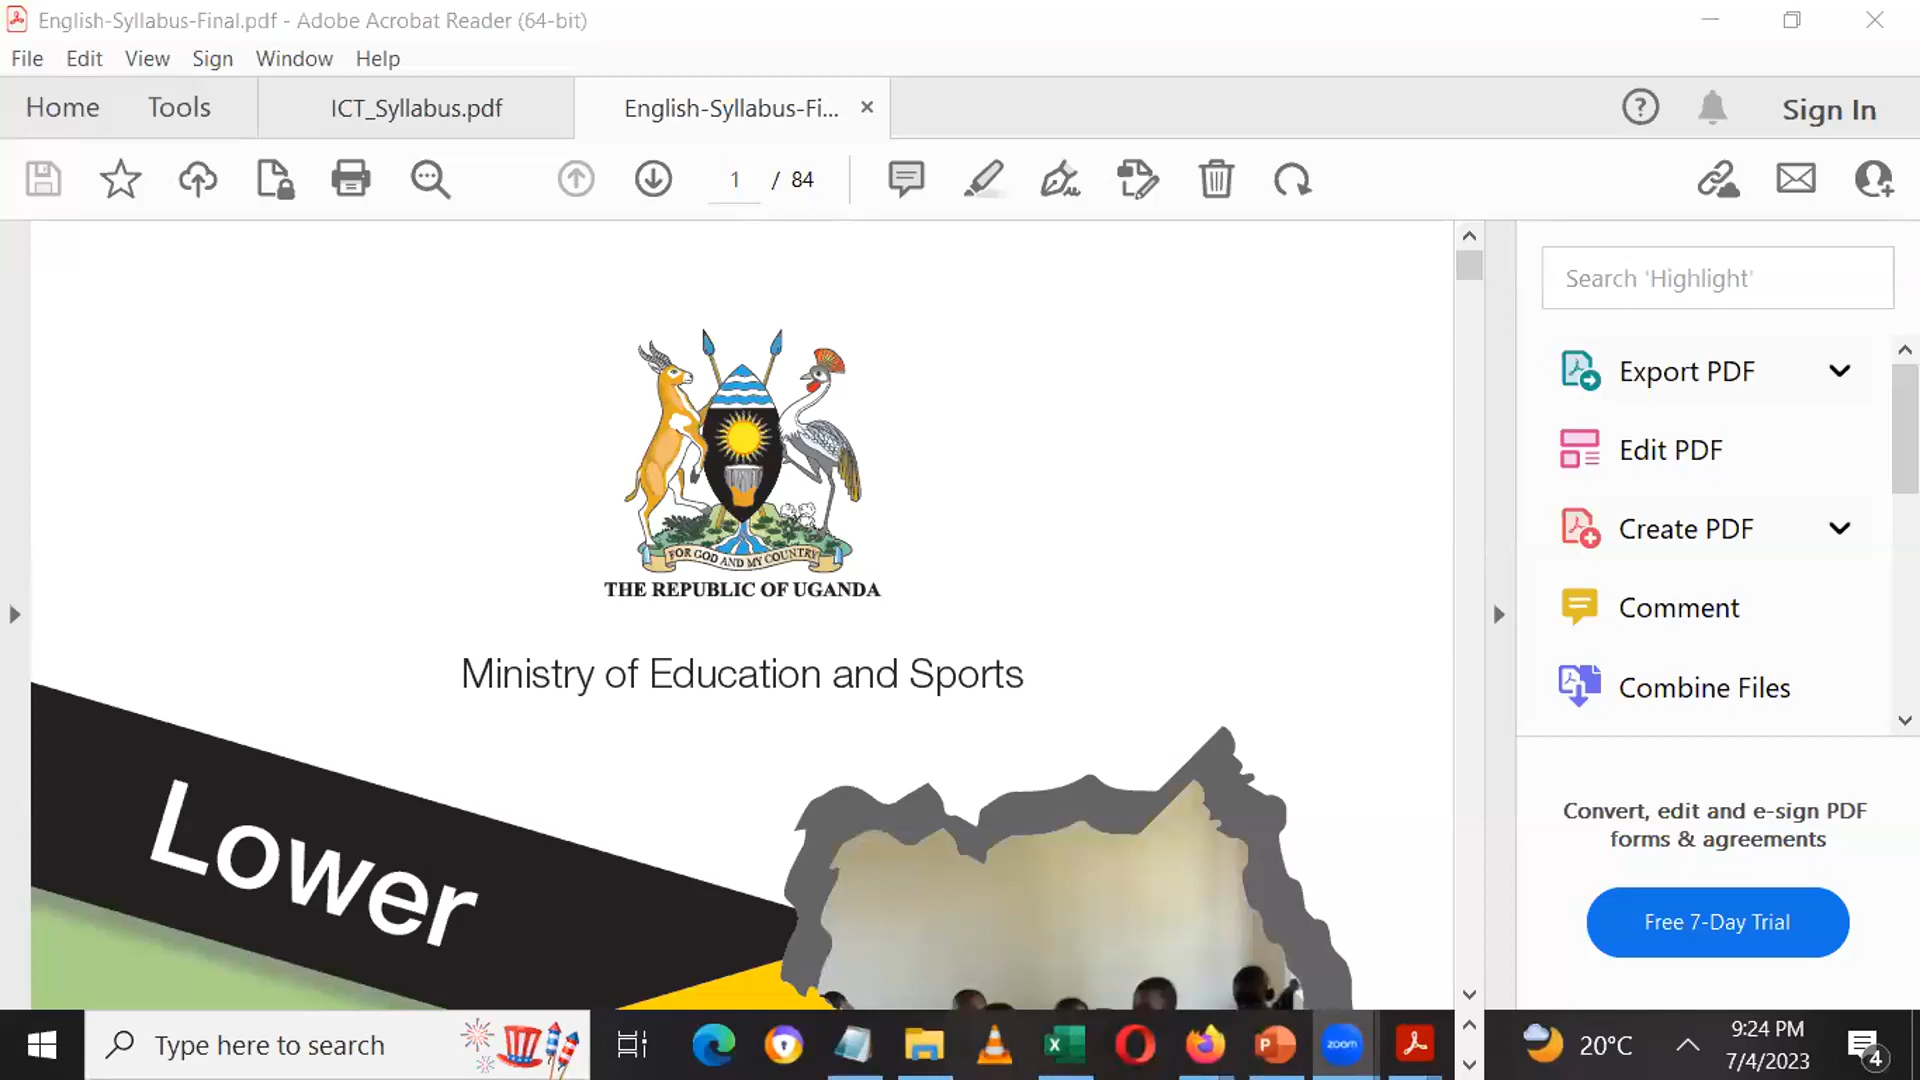 English-Syllabus-Final.pdf - Adobe Acrobat Reader (64-bit)
File Edit View Sign Window Help
Home Tools ICT_Syllabus.pdf English-Syllabus-Fi... × Sign In
1 / 84
Search 'Highlight'
Export PDF
Edit PDF
Create PDF
Comment
Combine Files
Convert, edit and e-sign PDF
forms & agreements
Free 7-Day Trial
FOR GOD AND MY COUNTRY
THE REPUBLIC OF UGANDA
Ministry of Education and Sports
Lower
Type here to search
zoom
20°C
9:24 PM
7/4/2023
4